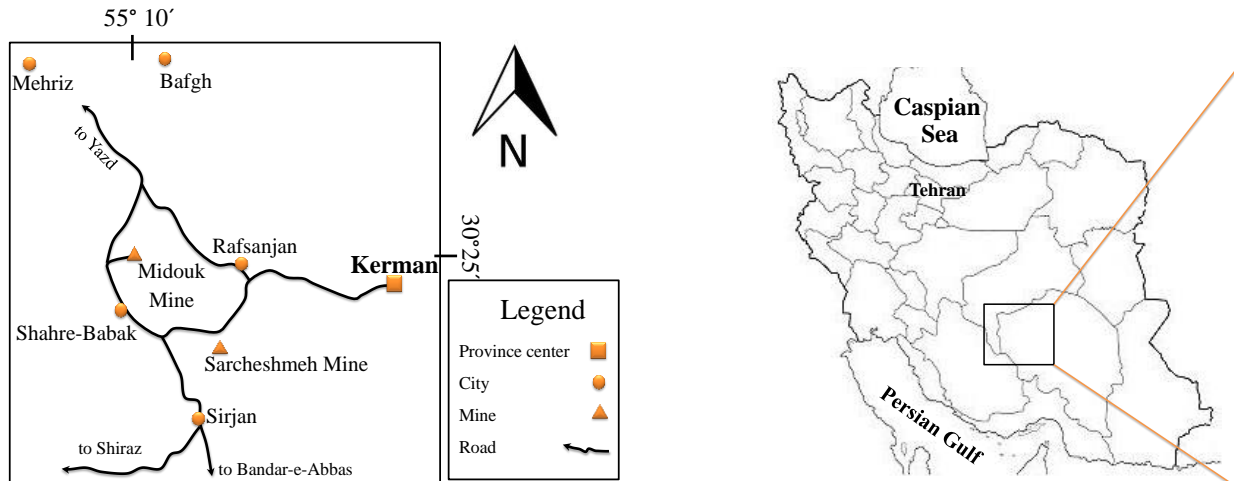 55° 10´
Mehriz
Bafgh
to Yazd
N
30°25´
Rafsanjan
Kerman
Midouk
Mine
Shahre-Babak
Sarcheshmeh Mine
Sirjan
to Shiraz
to Bandar-e-Abbas
Legend
Province center
City
Mine
Road
Caspian
Sea
Tehran
Persian Gulf